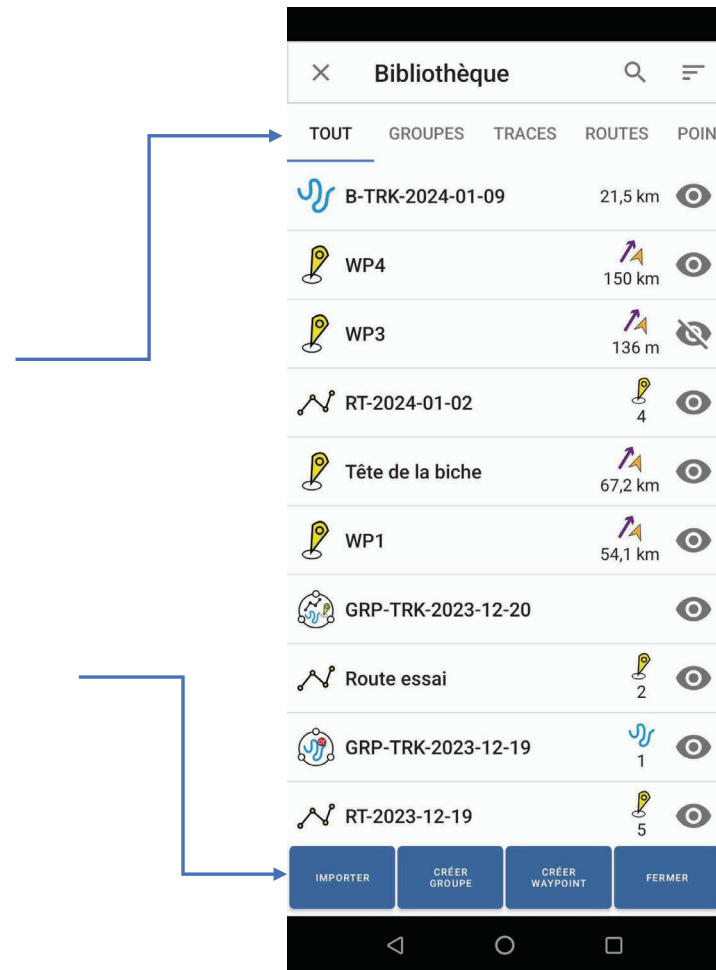 Bibliothèque
TOUT GROUPES TRACES ROUTES POIN
B-TRK-2024-01-09 21,5 km
WP4
150 km
WP3
136 m
RT-2024-01-02
4
Tête de la biche
67,2 km
WP1
54,1 km
GRP-TRK-2023-12-20
Route essai
2
GRP-TRK-2023-12-19
1
RT-2023-12-19
5
IMPORTER CRÉER GROUPE CRÉER WAYPOINT FERMER